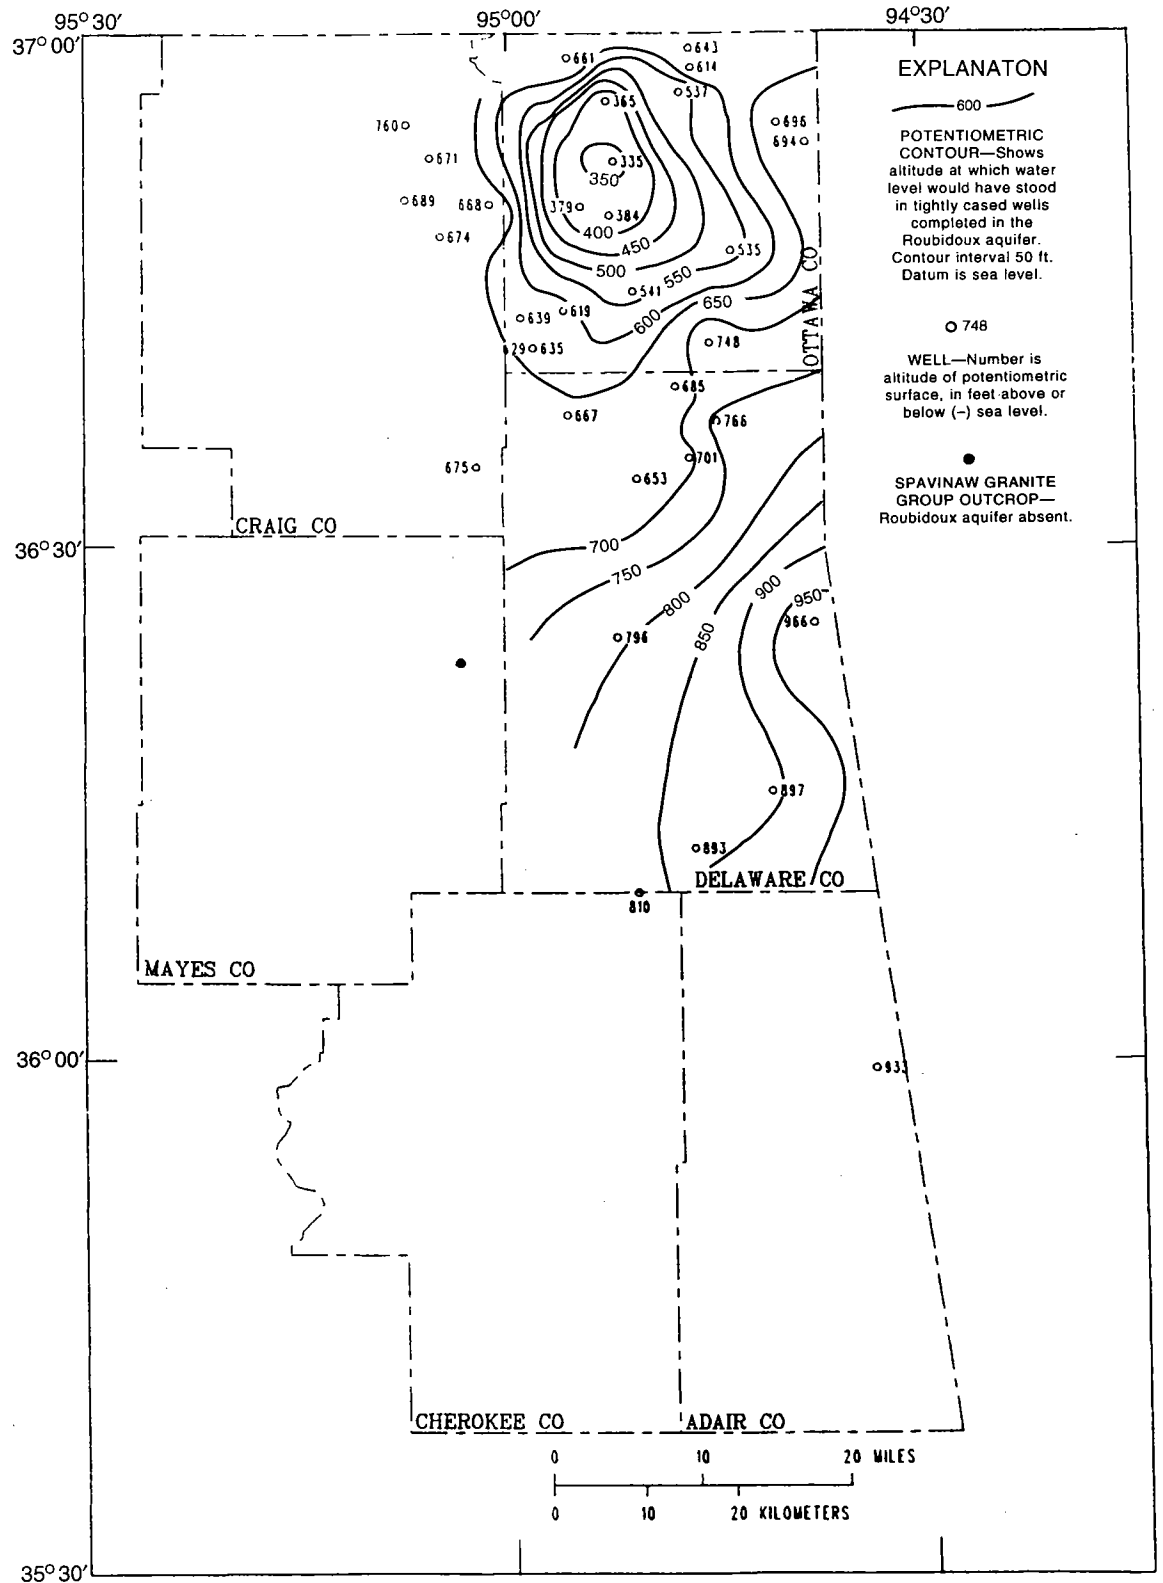 95° 30′
95° 00′
94° 30′
37° 00′
661
643
614
EXPLANATON
365
537
600
760
696
694
POTENTIOMETRIC
CONTOUR—Shows
altitude at which water
level would have stood
in tightly cased wells
completed in the
Roubidoux aquifer.
Contour interval 50 ft.
Datum is sea level.
671
335
350
689
668
379
384
674
400
450
535
500
550
541
650
639
619
600
OTTAWA CO
748
29
635
748
WELL—Number is
altitude of potentiometric
surface, in feet above or
below (–) sea level.
685
667
766
675
653
701
SPAVINAW GRANITE
GROUP OUTCROP—
Roubidoux aquifer absent.
CRAIG CO
36° 30′
700
750
800
850
900
950
966
796
897
893
DELAWARE CO
810
MAYES CO
36° 00′
933
CHEROKEE CO
ADAIR CO
0 10 20 MILES
0 10 20 KILOMETERS
35° 30′